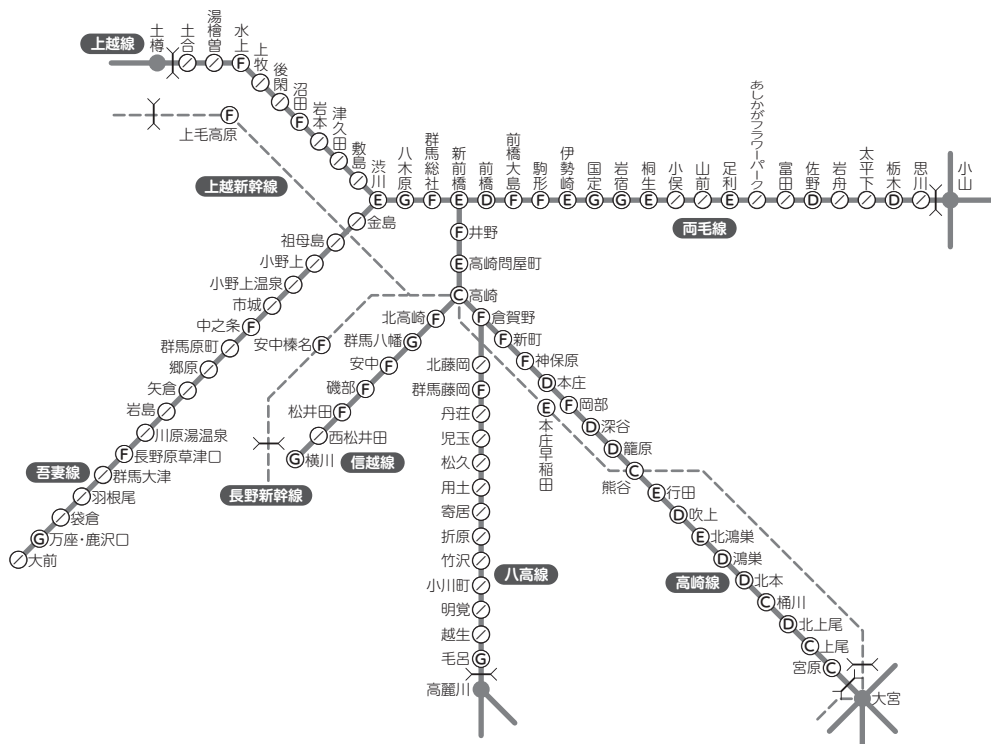 上越線
土樽
土合
湯檜曽
F 水上
上牧
後閑
F 沼田
岩本
津久田
敷島
E 渋川
G 八木原
F 群馬総社
E 新前橋
D 前橋
F 前橋大島
F 駒形
E 伊勢崎
G 国定
G 岩宿
E 桐生
小俣
山前
E 足利
あしかがフラワーパーク
富田
D 佐野
岩舟
太平下
D 栃木
思川
小山
両毛線
F 上毛高原
上越新幹線
金島
祖母島
小野上
小野上温泉
市城
F 中之条
群馬原町
郷原
矢倉
岩島
川原湯温泉
F 長野原草津口
群馬大津
羽根尾
袋倉
G 万座・鹿沢口
大前
吾妻線
F 井野
E 高崎問屋町
C 高崎
F 北高崎
G 群馬八幡
F 安中
F 磯部
F 松井田
西松井田
G 横川
信越線
F 安中榛名
長野新幹線
F 倉賀野
北藤岡
F 群馬藤岡
丹荘
児玉
松久
用土
寄居
折原
竹沢
小川町
明覚
越生
G 毛呂
高麗川
八高線
F 新町
F 神保原
D 本庄
E 本庄早稲田
F 岡部
D 深谷
D 籠原
C 熊谷
E 行田
D 吹上
E 北鴻巣
D 鴻巣
D 北本
C 桶川
D 北上尾
C 上尾
C 宮原
大宮
高崎線